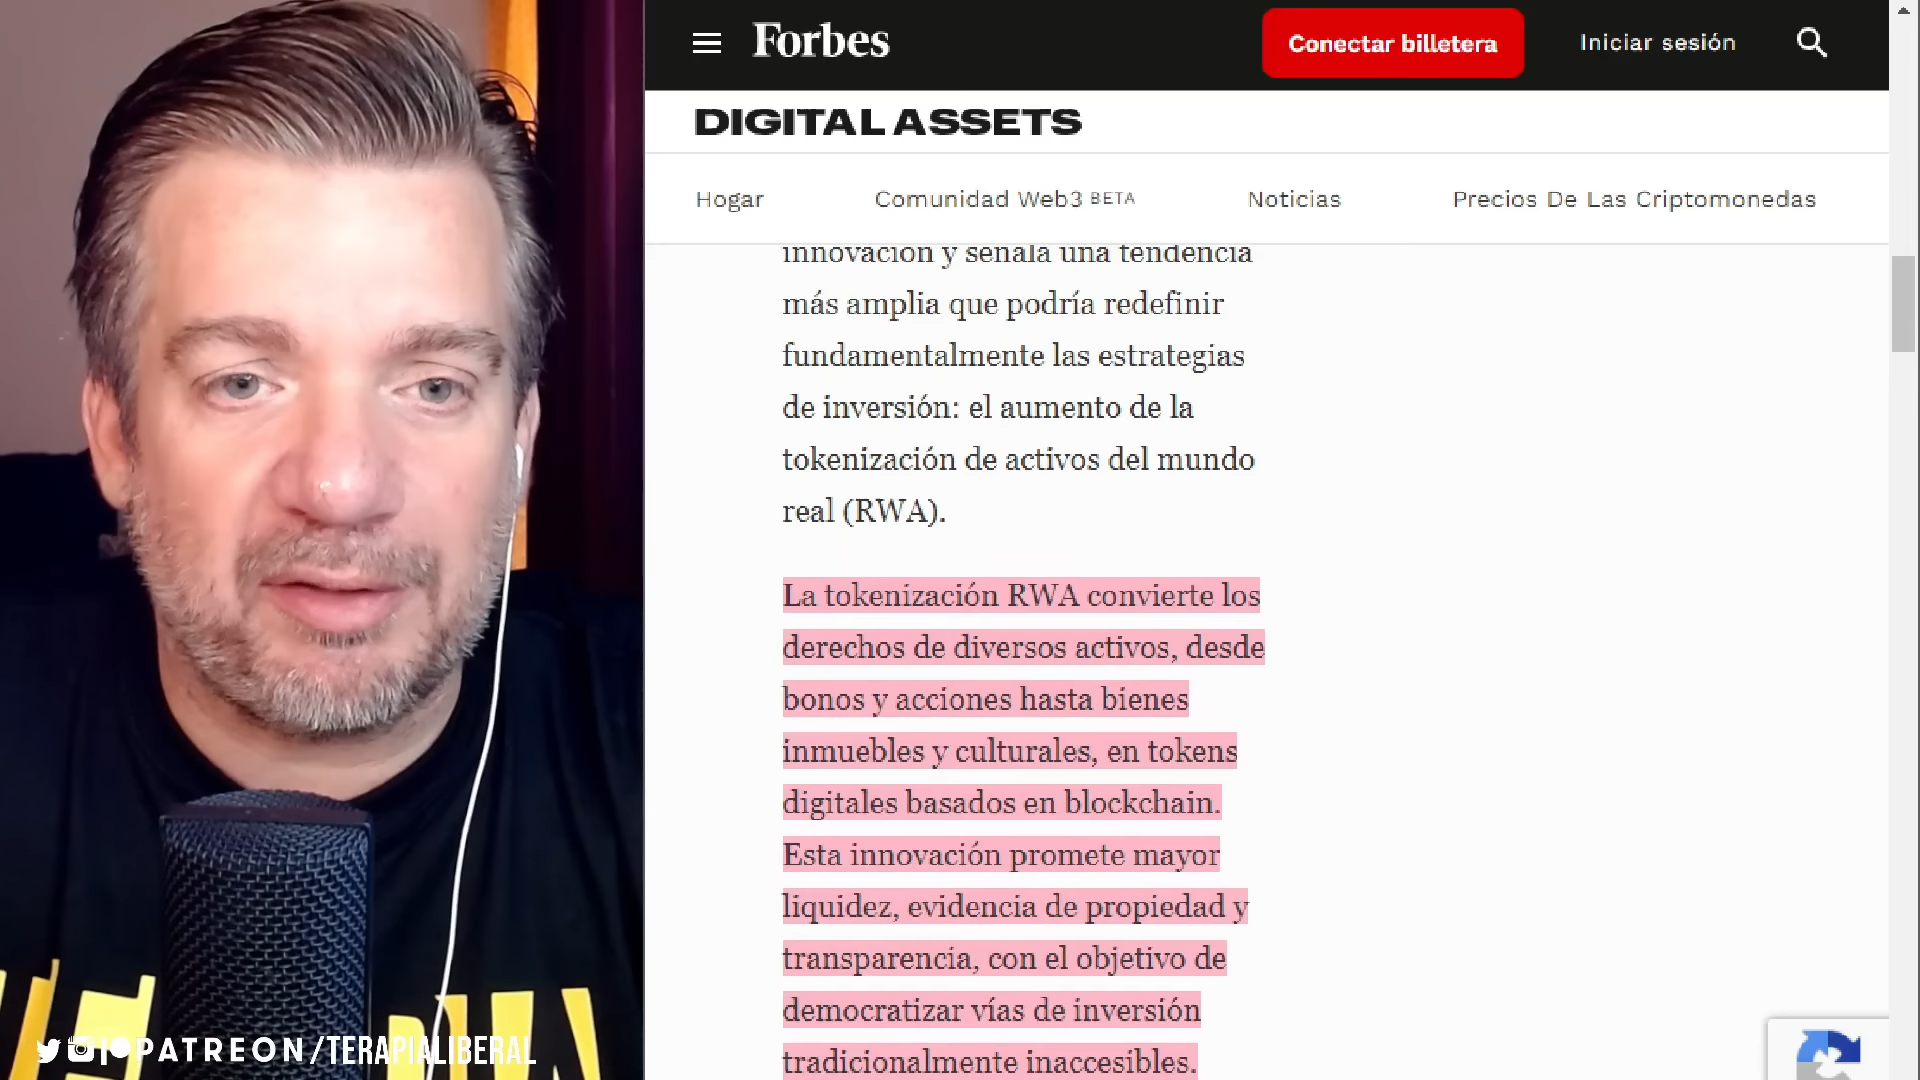 Forbes
Conectar billetera
Iniciar sesión
DIGITAL ASSETS
Hogar
Comunidad Web3 BETA
Noticias
Precios De Las Criptomonedas
innovación y señala una tendencia
más amplia que podría redefinir
fundamentalmente las estrategias
de inversión: el aumento de la
tokenización de activos del mundo
real (RWA).
La tokenización RWA convierte los
derechos de diversos activos, desde
bonos y acciones hasta bienes
inmuebles y culturales, en tokens
digitales basados en blockchain.
Esta innovación promete mayor
liquidez, evidencia de propiedad y
transparencia, con el objetivo de
democratizar vías de inversión
tradicionalmente inaccesibles.
PATREON/TERAPIALIBERAL